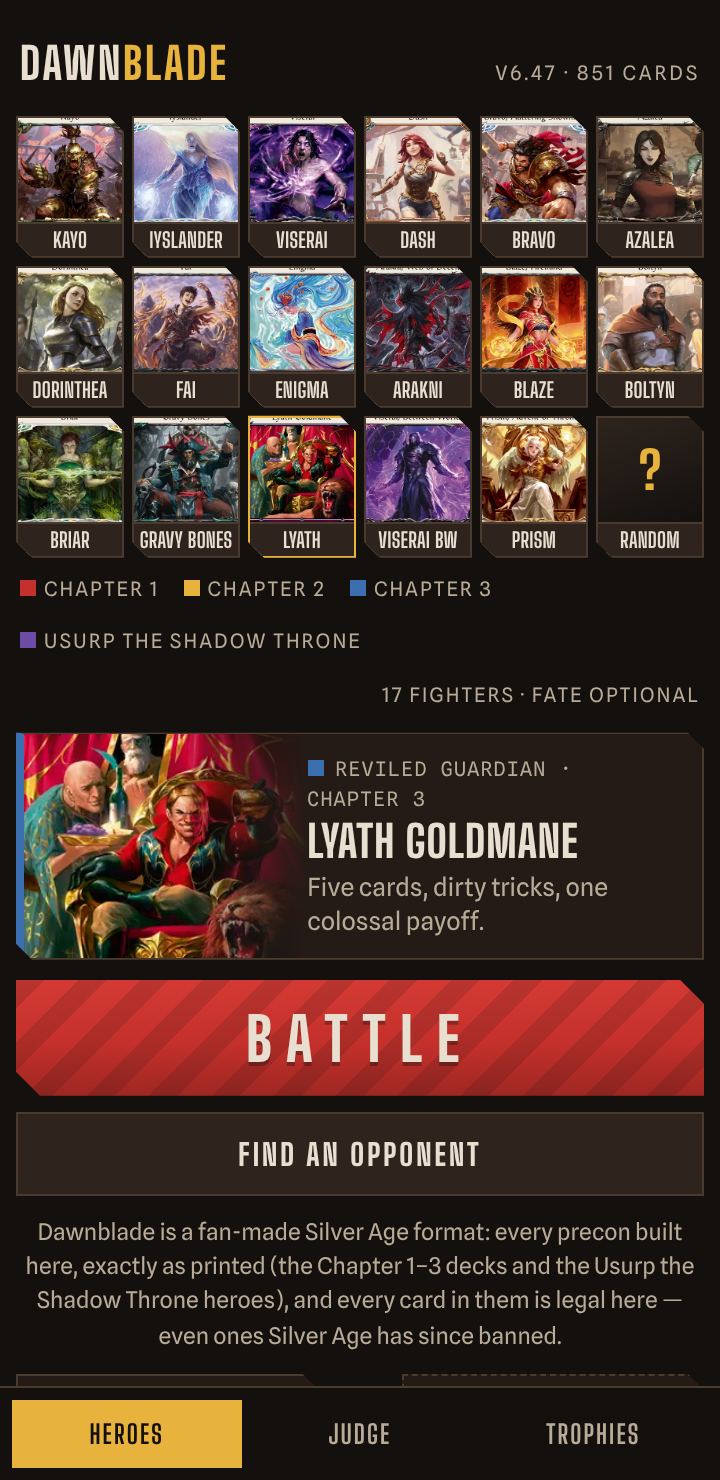 DAWNBLADE
V6.47 · 851 CARDS
KAYO
IYSLANDER
VISERAI
DASH
BRAVO
AZALEA
DORINTHEA
FAI
ENIGMA
ARAKNI
BLAZE
BOLTYN
BRIAR
GRAVY BONES
LYATH
VISERAI BW
PRISM
?
RANDOM
CHAPTER 1
CHAPTER 2
CHAPTER 3
USURP THE SHADOW THRONE
17 FIGHTERS · FATE OPTIONAL
REVILED GUARDIAN ·
CHAPTER 3
LYATH GOLDMANE
Five cards, dirty tricks, one
colossal payoff.
BATTLE
FIND AN OPPONENT
Dawnblade is a fan-made Silver Age format: every precon built
here, exactly as printed (the Chapter 1–3 decks and the Usurp the
Shadow Throne heroes), and every card in them is legal here —
even ones Silver Age has since banned.
HEROES
JUDGE
TROPHIES